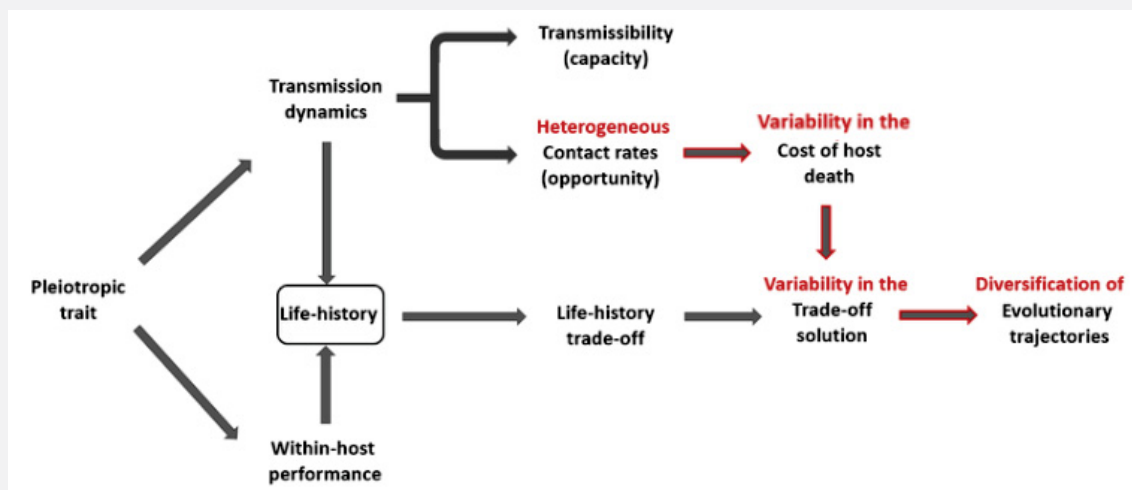 Transmissibility
(capacity)
Transmission
dynamics
Heterogeneous
Contact rates
(opportunity)
Variability in the
Cost of host
death
Pleiotropic
trait
Life-history
Life-history
trade-off
Variability in the
Trade-off
solution
Diversification of
Evolutionary
trajectories
Within-host
performance